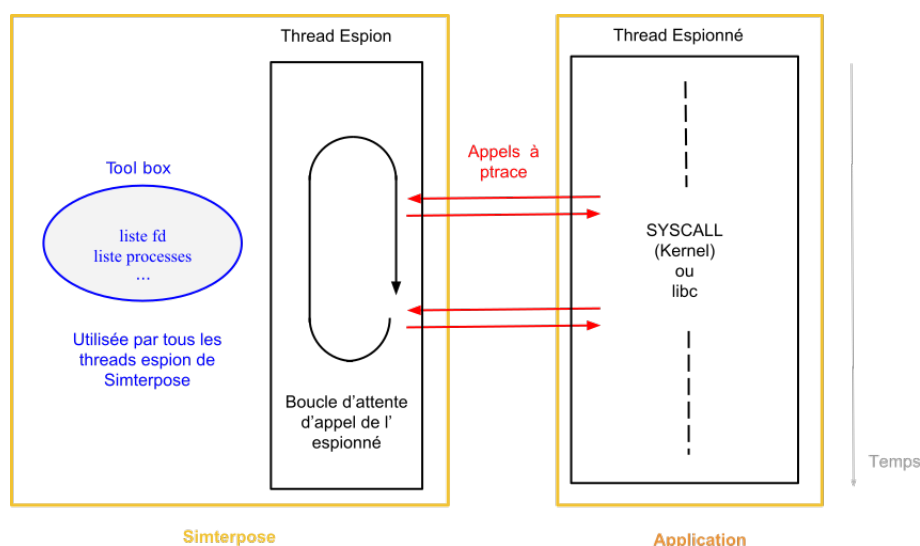 Thread Espion
Thread Espionné
Appels à
ptrace
Tool box
liste fd
liste processes
…
SYSCALL
(Kernel)
ou
libc
Utilisée par tous les
threads espion de
Simterpose
Boucle d'attente
d'appel de l'
espionné
Temps
Simterpose
Application